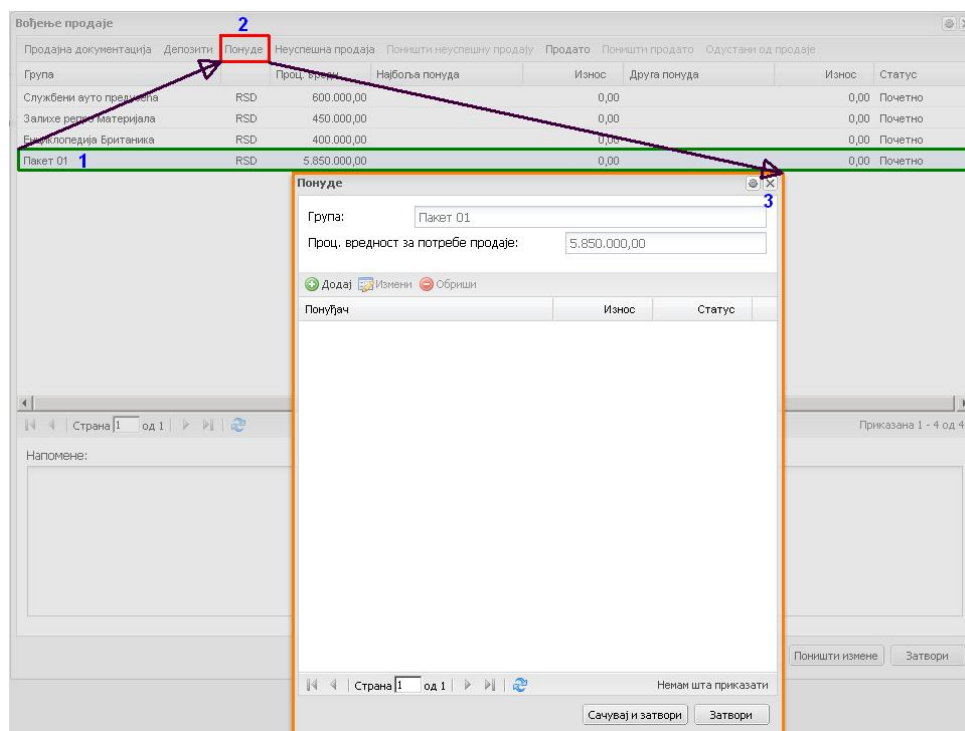 Вођење продаје
2
Продајна документација Депозити Понуде Неуспешна продаја Поништи неуспешну продају Продато Поништи продато Одустани од продаје
Група Проц. вредн. Најбоља понуда Износ Друга понуда Износ Статус
Службени ауто предузећа RSD 600.000,00 0,00 0,00 Почетно
Залихе репро материјала RSD 450.000,00 0,00 0,00 Почетно
Енциклопедија Британика RSD 400.000,00 0,00 0,00 Почетно
Пакет 01 1 RSD 5.850.000,00 0,00 0,00 Почетно
Понуде
3
Група: Пакет 01
Проц. вредност за потребе продаје: 5.850.000,00
Додај Измени Обриши
Понуђач Износ Статус
Страна 1 од 1 Приказана 1 - 4 од 4
Напомене:
Поништи измене Затвори
Страна 1 од 1 Немам шта приказати
Сачувај и затвори Затвори